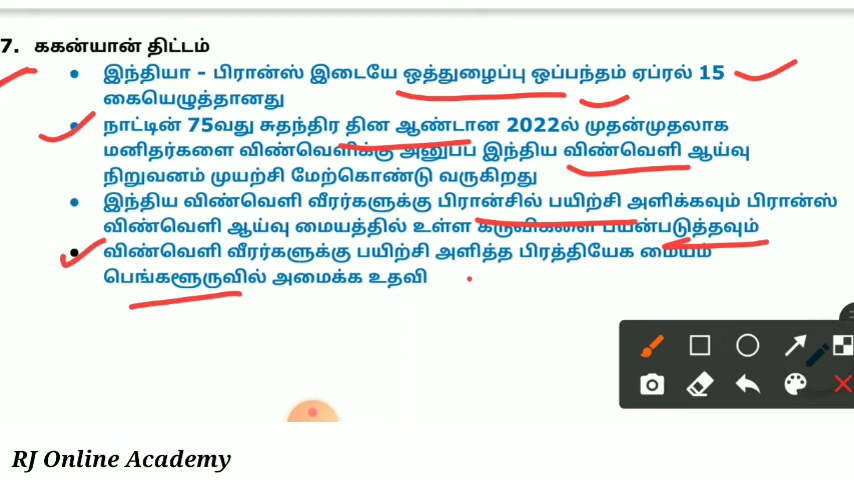 7. ககன்யான் திட்டம்
• இந்தியா - பிரான்ஸ் இடையே ஒத்துழைப்பு ஒப்பந்தம் ஏப்ரல் 15
கையெழுத்தானது
• நாட்டின் 75வது சுதந்திர தின ஆண்டான 2022ல் முதன்முதலாக
மனிதர்களை விண்வெளிக்கு அனுப்ப இந்திய விண்வெளி ஆய்வு
நிறுவனம் முயற்சி மேற்கொண்டு வருகிறது
• இந்திய விண்வெளி வீரர்களுக்கு பிரான்சில் பயிற்சி அளிக்கவும் பிரான்ஸ்
விண்வெளி ஆய்வு மையத்தில் உள்ள கருவிகளை பயன்படுத்தவும்
• விண்வெளி வீரர்களுக்கு பயிற்சி அளித்த பிரத்தியேக மையம்
பெங்களூருவில் அமைக்க உதவி
RJ Online Academy